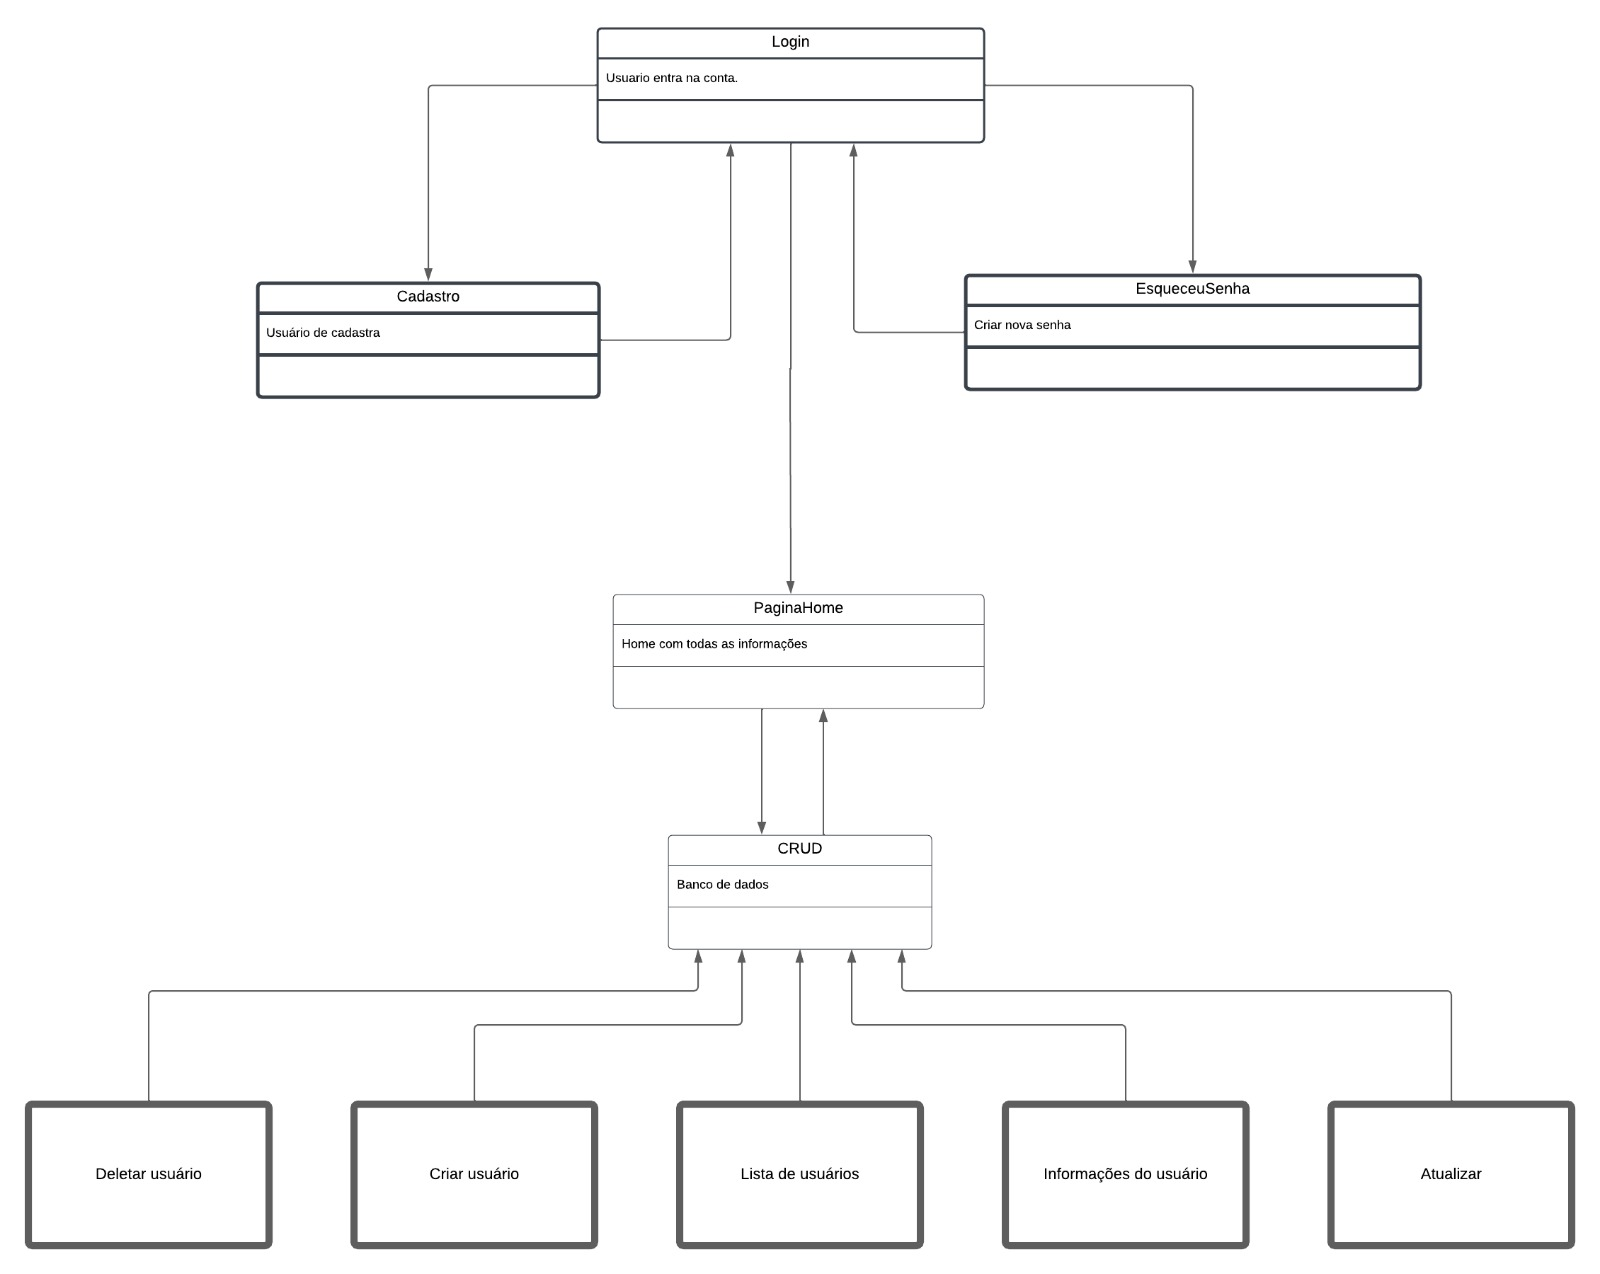 Login
Usuario entra na conta.
Cadastro
Usuário de cadastra
EsqueceuSenha
Criar nova senha
PaginaHome
Home com todas as informações
CRUD
Banco de dados
Deletar usuário
Criar usuário
Lista de usuários
Informações do usuário
Atualizar